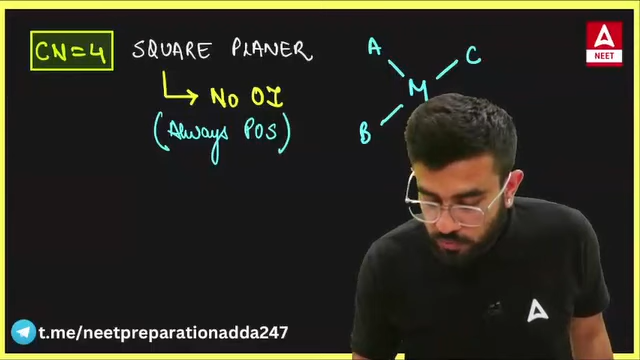 CN=4 SQUARE PLANER
No OI
(Always POS)
A
C
M
B
A
NEET
A
t.me/neetpreparationadda247